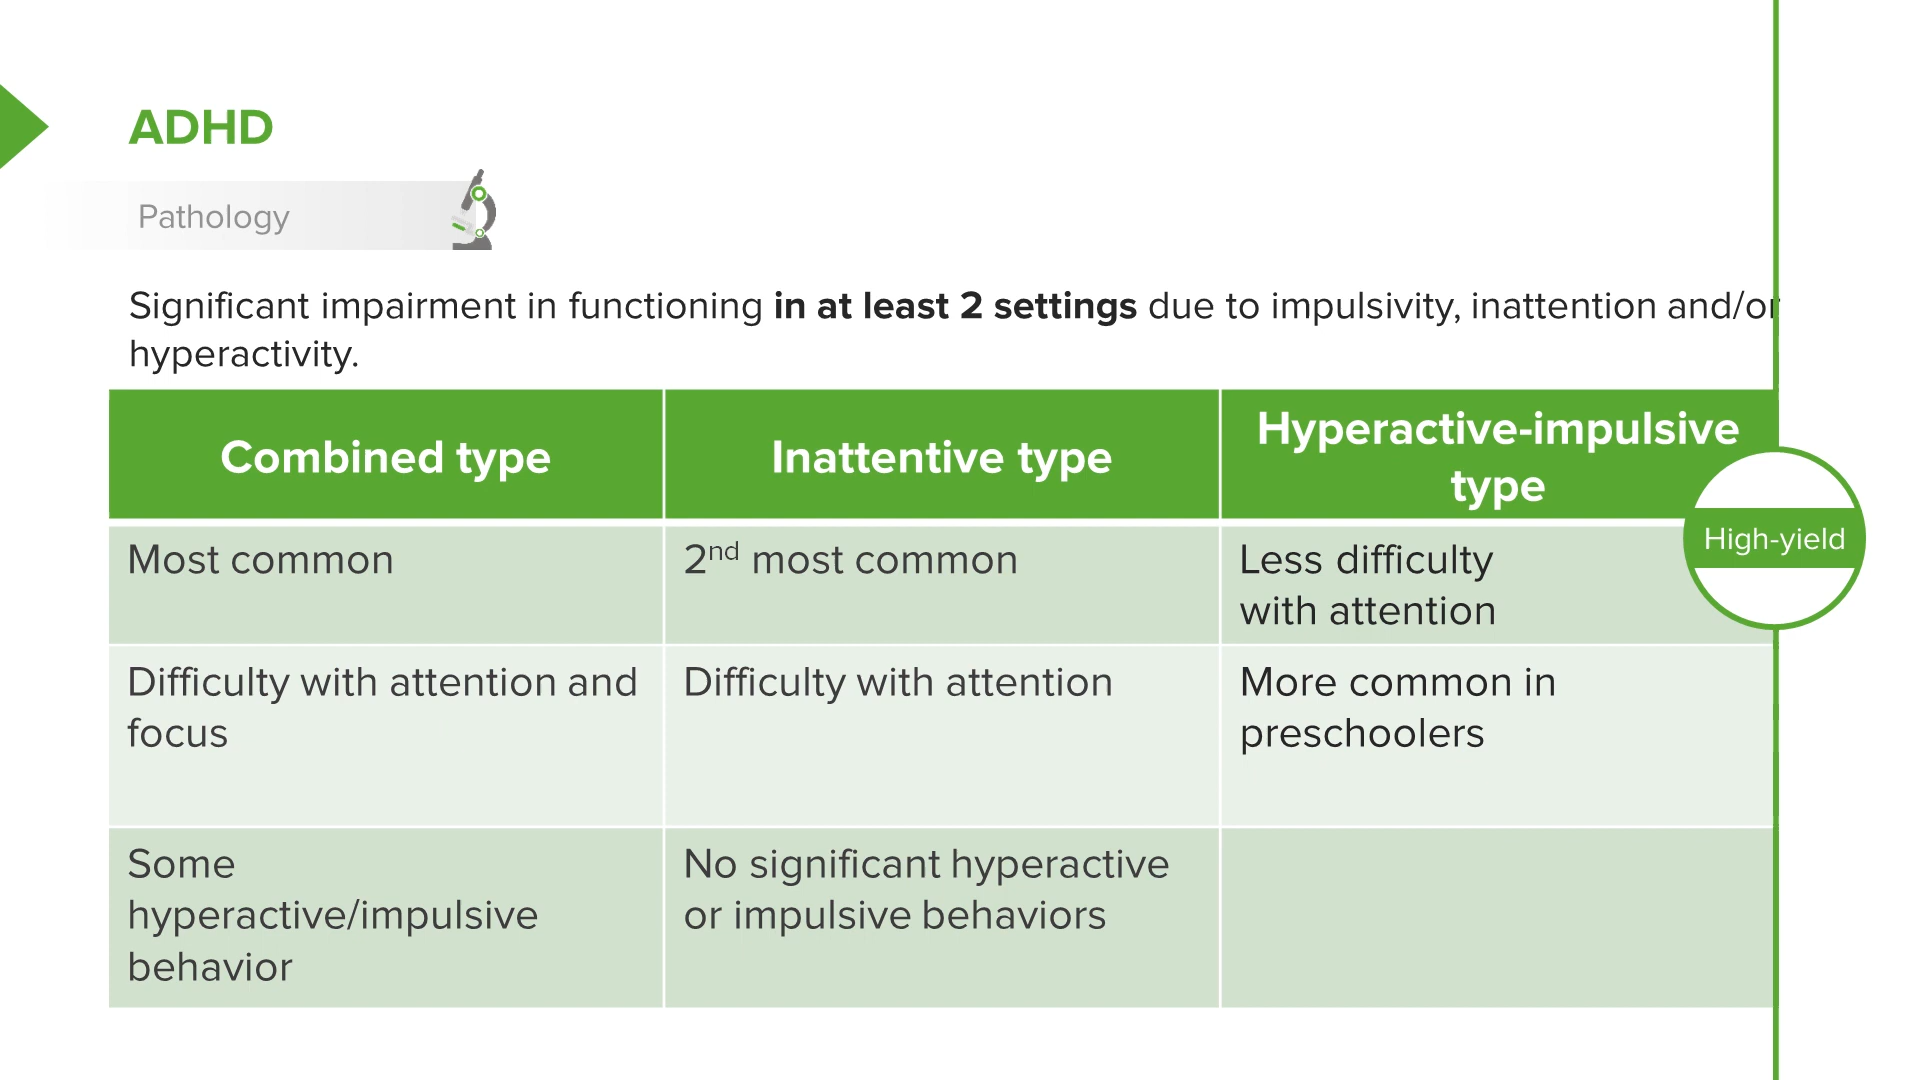 ADHD
Pathology
Significant impairment in functioning in at least 2 settings due to impulsivity, inattention and/or
hyperactivity.
Combined type
Inattentive type
Hyperactive-impulsive
type
High-yield
Most common
2nd most common
Less difficulty
with attention
Difficulty with attention and
focus
Difficulty with attention
More common in
preschoolers
Some
hyperactive/impulsive
behavior
No significant hyperactive
or impulsive behaviors